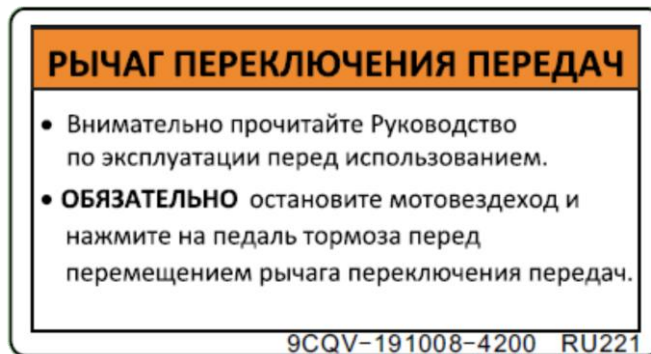 РЫЧАГ ПЕРЕКЛЮЧЕНИЯ ПЕРЕДАЧ
• Внимательно прочитайте Руководство
по эксплуатации перед использованием.
• ОБЯЗАТЕЛЬНО остановите мотовездеход и
нажмите на педаль тормоза перед
перемещением рычага переключения передач.
9CQV-191008-4200 RU221